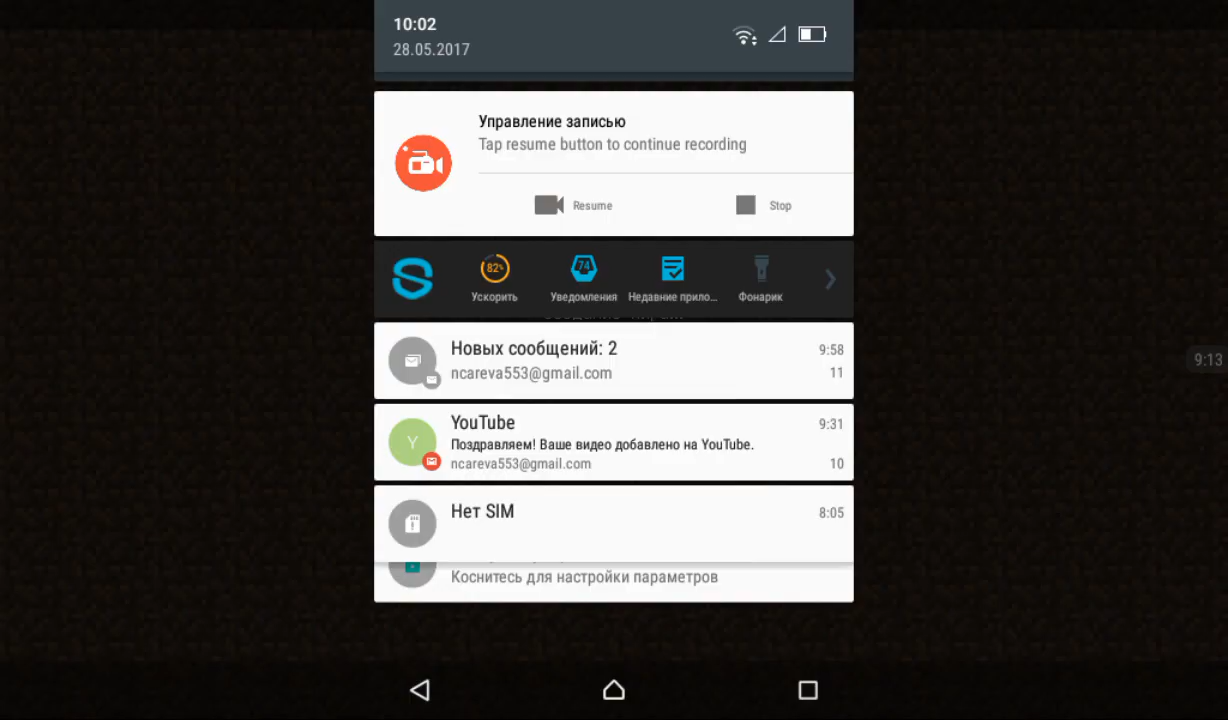 10:02
28.05.2017
Управление записью
Tap resume button to continue recording
Resume
Stop
82%
74
Ускорить
Уведомления
Недавние прило...
Фонарик
Новых сообщений: 2
9:58
ncareva553@gmail.com
11
YouTube
9:31
Поздравляем! Ваше видео добавлено на YouTube.
Y
ncareva553@gmail.com
10
Нет SIM
8:05
Коснитесь для настройки параметров
9:13